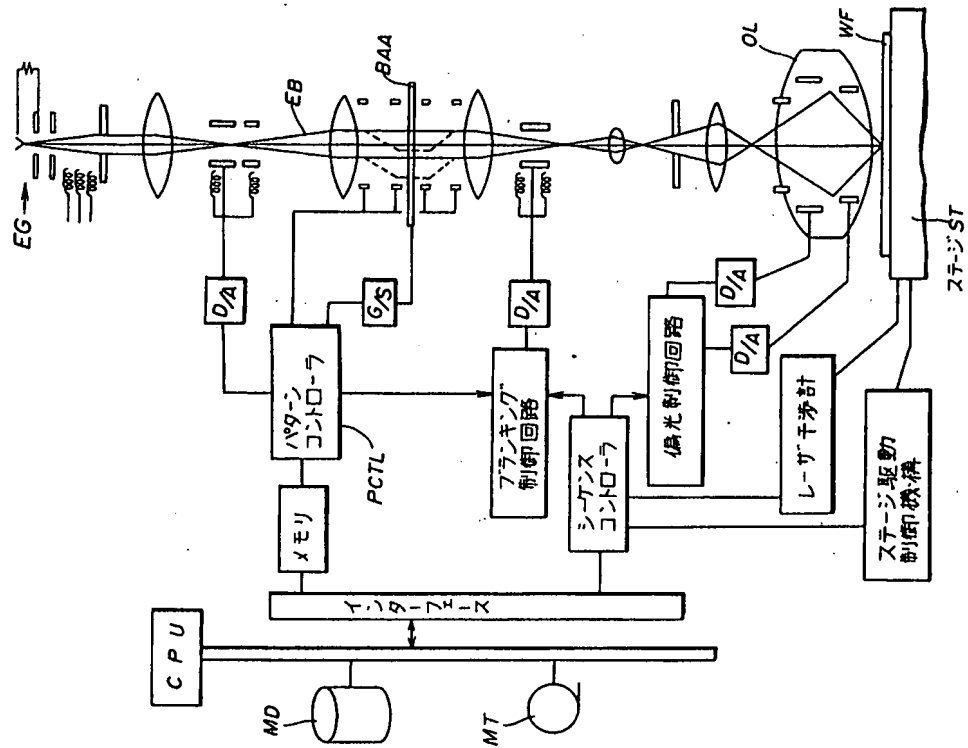 EG
EB
BAA
OL
WF
ステージST
D/A
G/S
D/A
D/A
D/A
パターン
コントローラ
PCTL
ブランキング
制御回路
偏光制御回路
メモリ
シーケンス
コントローラ
レーザ干渉計
ステージ駆動
制御機構
インターフェース
CPU
MD
MT